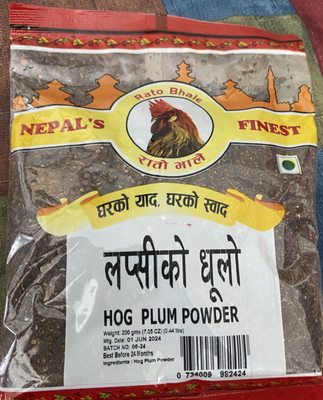 Rato Bhale
NEPAL'S FINEST
रातो भाले
घरको याद, घरको स्वाद
लप्सीको धूलो
HOG PLUM POWDER
Weight: 200 gms (7.05 OZ) (0.44 lbs)
Mfg. Date: 01 JUN 2024
BATCH NO: 06-24
Best Before 24 Months
Ingredients : Hog Plum Powder
0 734009 982424